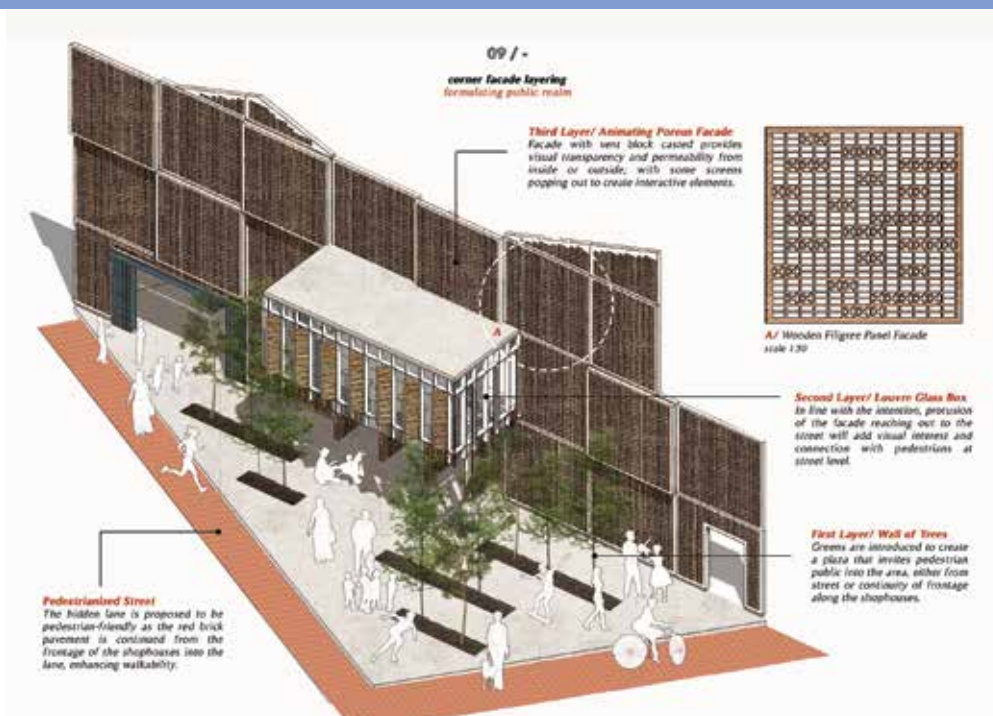 09 / -
corner facade layering
formulating public realm
Third Layer/ Animating Porous Facade
Facade with vent block casted provides
visual transparency and permeability from
inside or outside; with some screens
popping out to create interactive elements.
A
A/ Wooden Filigree Panel Facade
scale 1:50
Second Layer/ Louvre Glass Box
In line with the intention, protusion
of the facade reaching out to the
street will add visual interest and
connection with pedestrians at
street level.
First Layer/ Wall of Trees
Greens are introduced to create
a plaza that invites pedestrian
public into the area, either from
street or continuity of frontage
along the shophouses.
Pedestrianized Street
The hidden lane is proposed to be
pedestrian-friendly as the red brick
pavement is continued from the
frontage of the shophouses into the
lane, enhancing walkability.